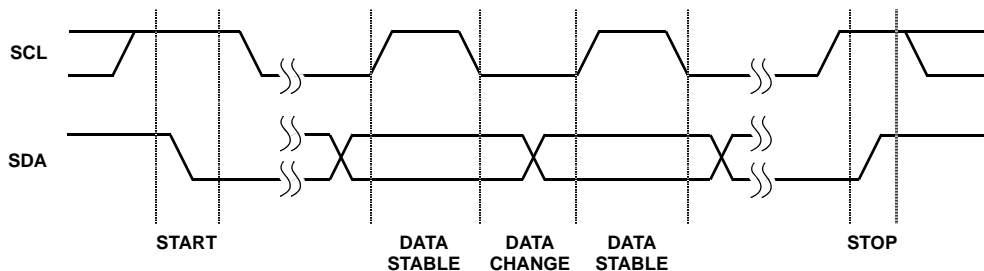 SCL
SDA
START
DATA
STABLE
DATA
CHANGE
DATA
STABLE
STOP